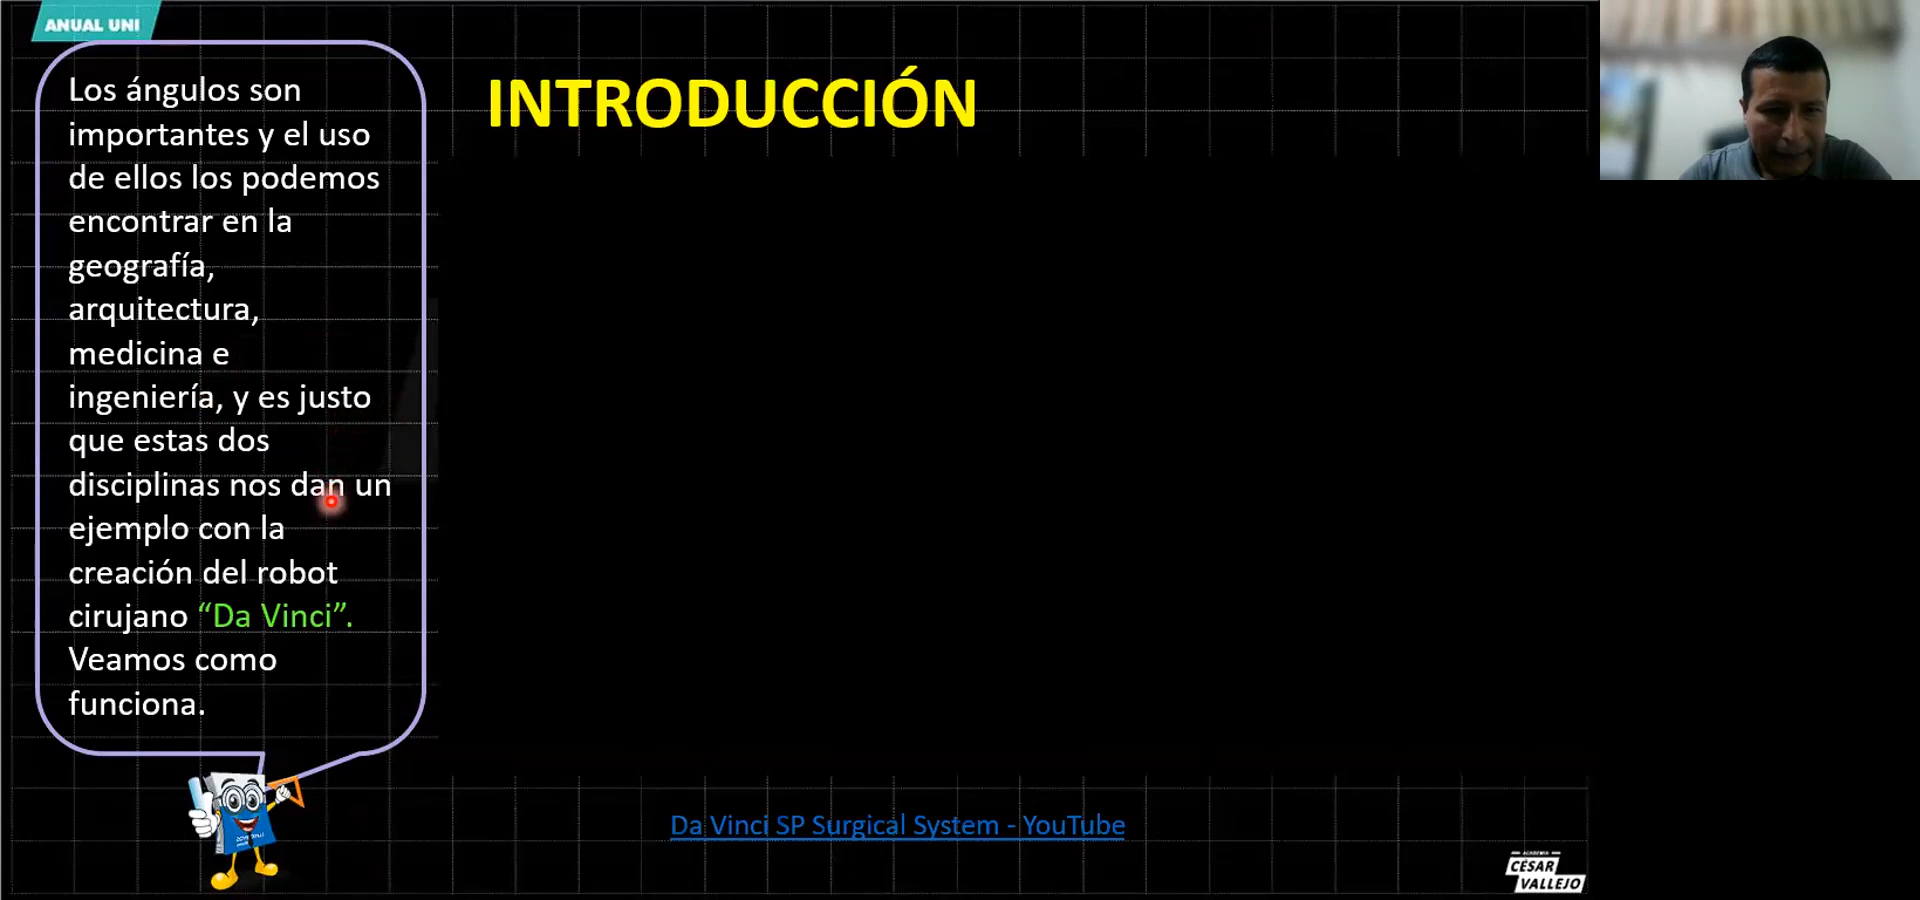 ANUAL UNI
Los ángulos son
importantes y el uso
de ellos los podemos
encontrar en la
geografía,
arquitectura,
medicina e
ingeniería, y es justo
que estas dos
disciplinas nos dan un
ejemplo con la
creación del robot
cirujano “Da Vinci”.
Veamos como
funciona.
INTRODUCCIÓN
Da Vinci SP Surgical System - YouTube
ACADEMIA
CÉSAR
VALLEJO